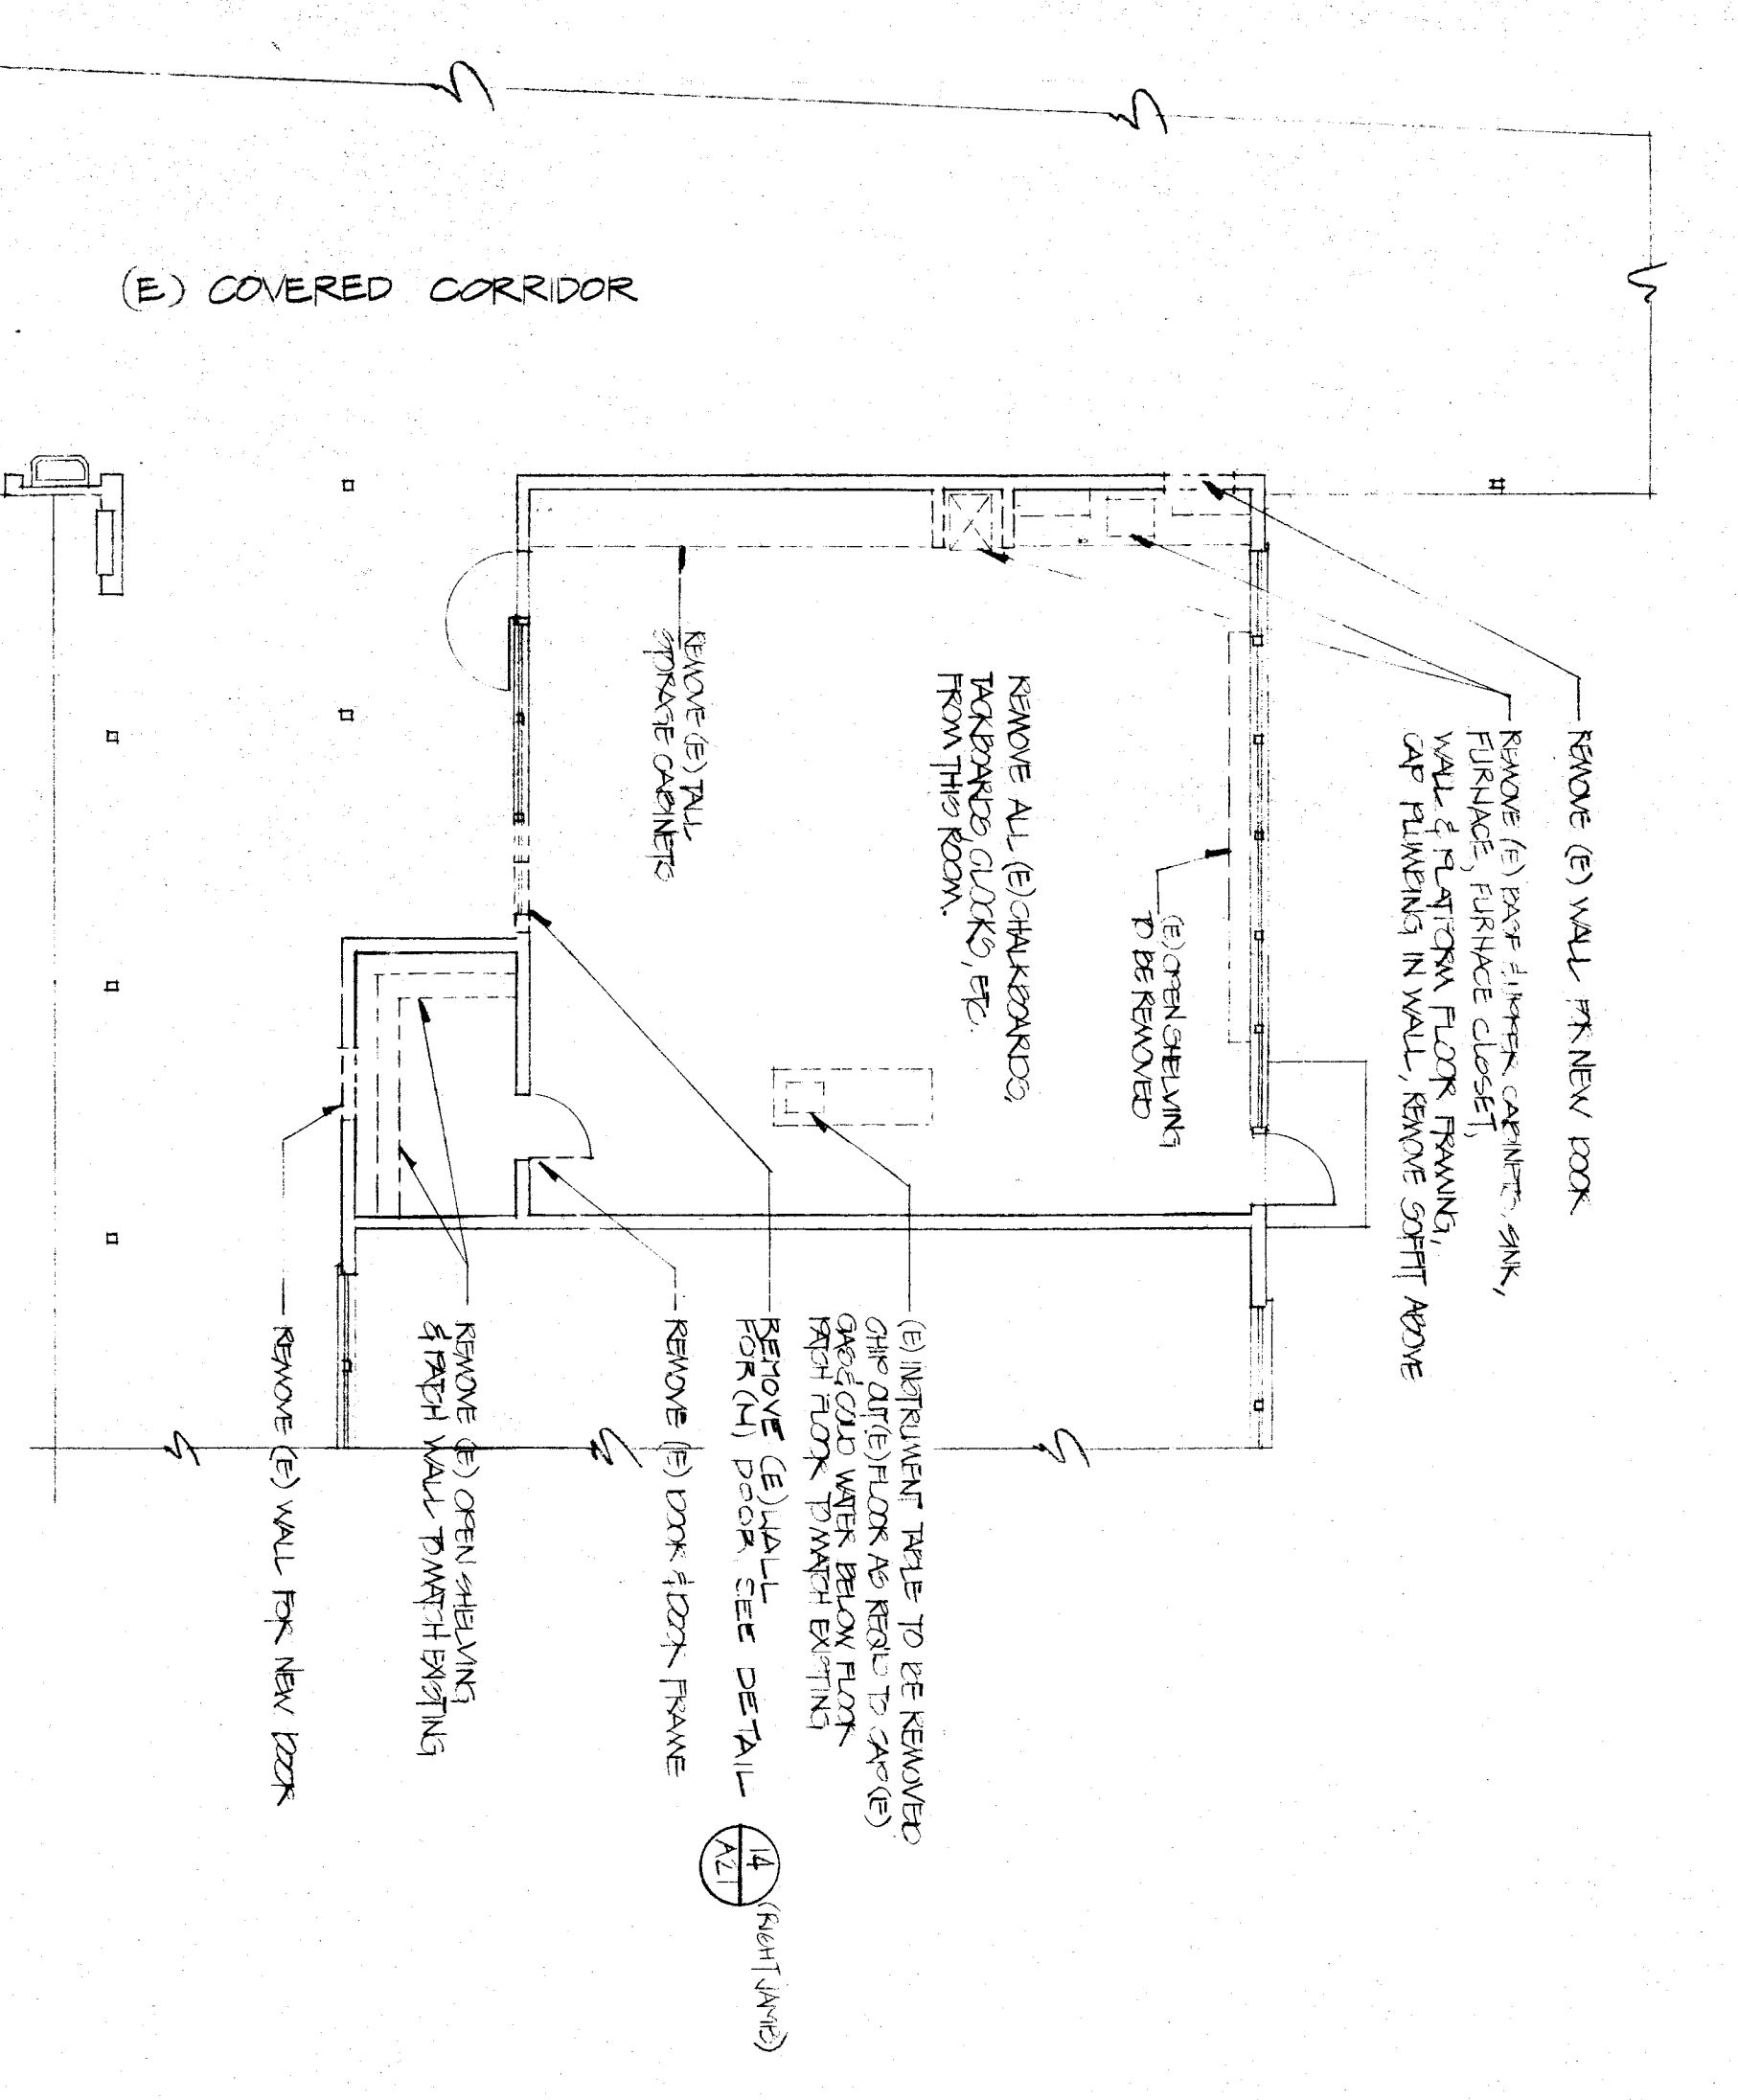 (E) COVERED CORRIDOR
REMOVE (E) WALL FOR NEW DOOR
REMOVE (E) BASE & UPPER CABINETS, SINK,
FURNACE, FURNACE CLOSET,
WALL & PLATFORM FLOOR FRAMING,
CAP PLUMBING IN WALL, REMOVE SOFFIT ABOVE
(E) OPEN SHELVING
TO BE REMOVED
REMOVE ALL (E) CHALKBOARDS,
TACKBOARDS, CLOCKS, ETC.
FROM THIS ROOM.
REMOVE (E) TALL
STORAGE CABINETS
(E) INSTRUMENT TABLE TO BE REMOVED
CHIP OUT (E) FLOOR AS REQ'D TO CAP (E)
GAS & COLD WATER BELOW FLOOR
PATCH FLOOR TO MATCH EXISTING
REMOVE (E) WALL
FOR (N) DOOR SEE DETAIL
14
A21
(RIGHT JAMB)
REMOVE (E) DOOR & DOOR FRAME
REMOVE (E) OPEN SHELVING
& PATCH WALL TO MATCH EXISTING
REMOVE (E) WALL FOR NEW DOOR